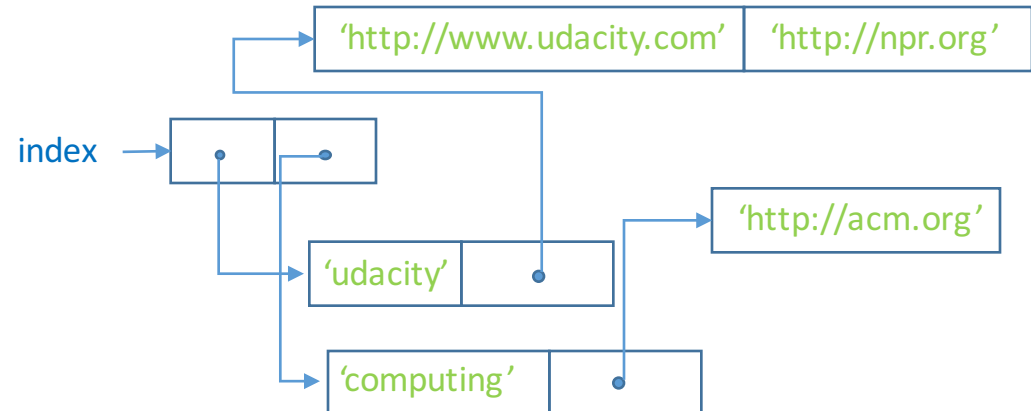 ‘http://www.udacity.com’ ‘http://npr.org’
index
‘http://acm.org’
‘udacity’
‘computing’